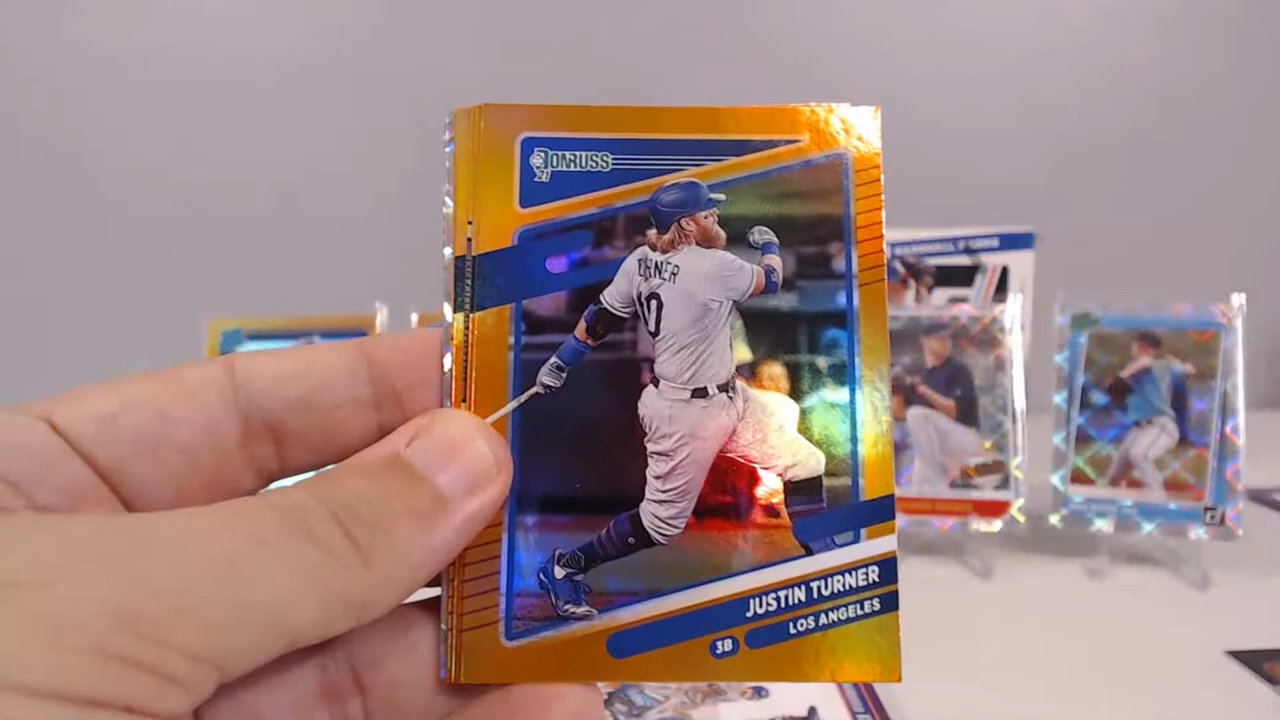 DONRUSS
21
TURNER
10
JUSTIN TURNER
3B
LOS ANGELES